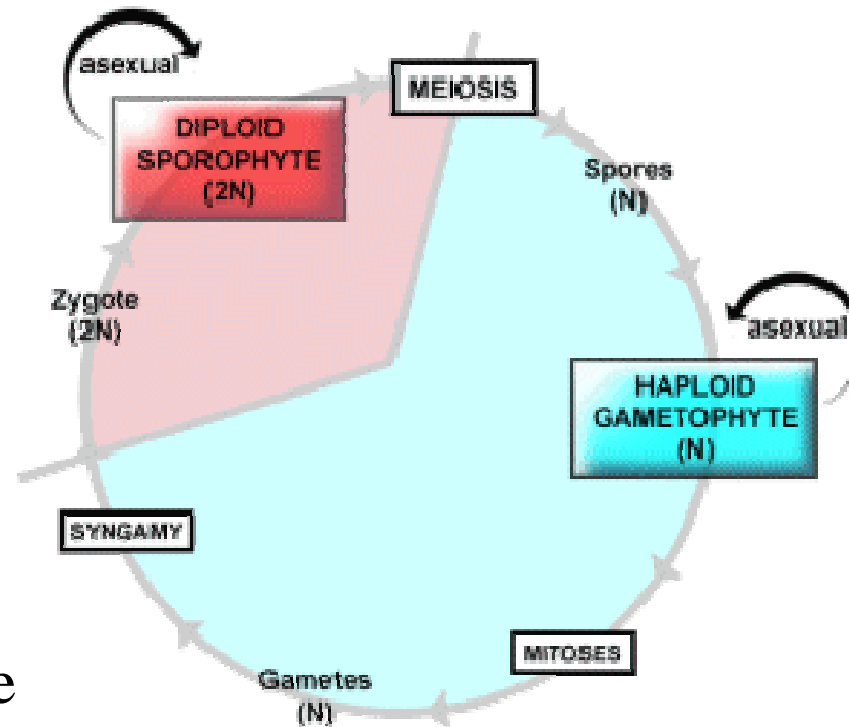 asexual
MEIOSIS
DIPLOID
SPOROPHYTE
(2N)
Spores
(N)
Zygote
(2N)
asexual
HAPLOID
GAMETOPHYTE
(N)
SYNGAMY
MITOSES
Gametes
(N)
e